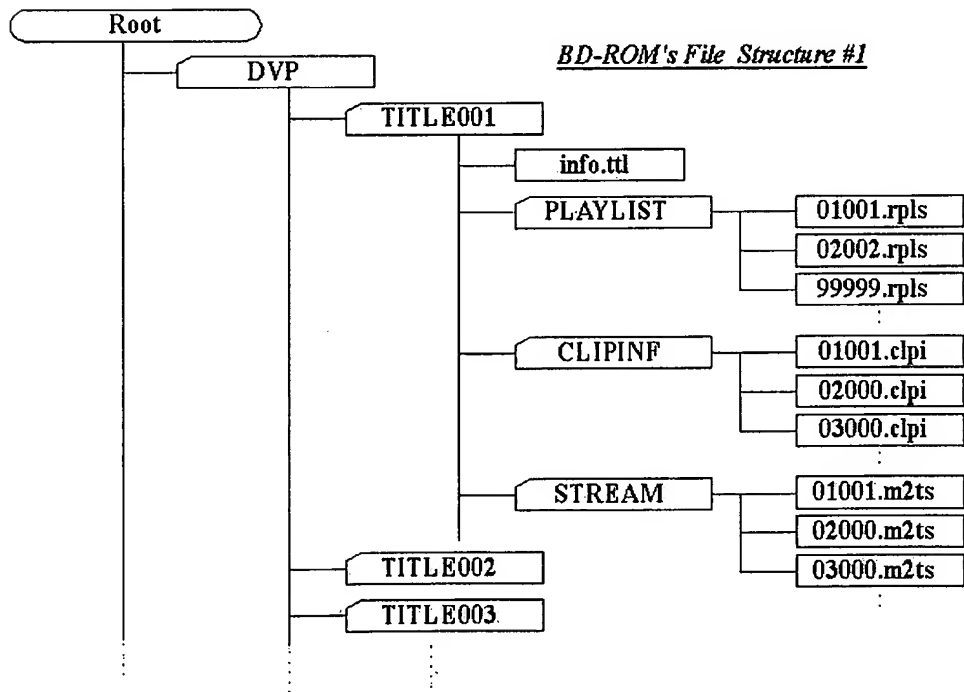 Root
BD-ROM's File Structure #1
DVP
TITLE001
info.ttl
PLAYLIST
01001.rpls
02002.rpls
99999.rpls
CLIPINF
01001.clpi
02000.clpi
03000.clpi
STREAM
01001.m2ts
02000.m2ts
03000.m2ts
TITLE002
TITLE003